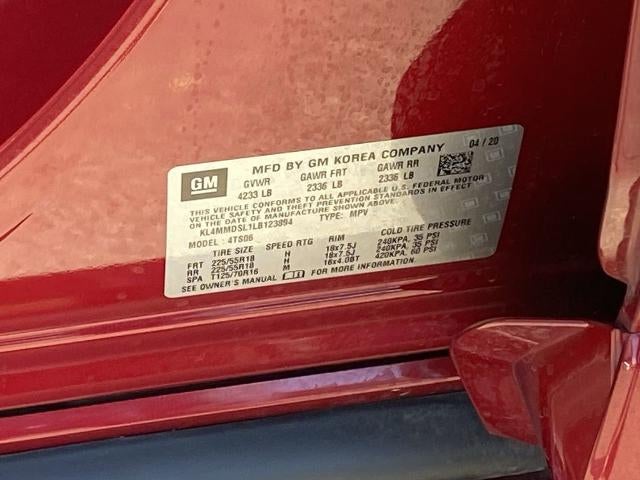 GM
MFD BY GM KOREA COMPANY 04 / 20
GVWR GAWR FRT GAWR RR
4233 LB 2336 LB 2336 LB
THIS VEHICLE CONFORMS TO ALL APPLICABLE U.S. FEDERAL MOTOR
VEHICLE SAFETY AND THEFT PREVENTION STANDARDS IN EFFECT
ON THE DATE OF MANUFACTURE SHOWN ABOVE.
KL4MMDSL1LB123894 TYPE: MPV
MODEL: 4TS06
TIRE SIZE SPEED RTG RIM COLD TIRE PRESSURE
FRT 225/55R18 H 18x7.5J 240KPA, 35 PSI
RR 225/55R18 H 18x7.5J 240KPA, 35 PSI
SPA T125/70R16 M 16x4.0BT 420KPA, 60 PSI
SEE OWNER'S MANUAL